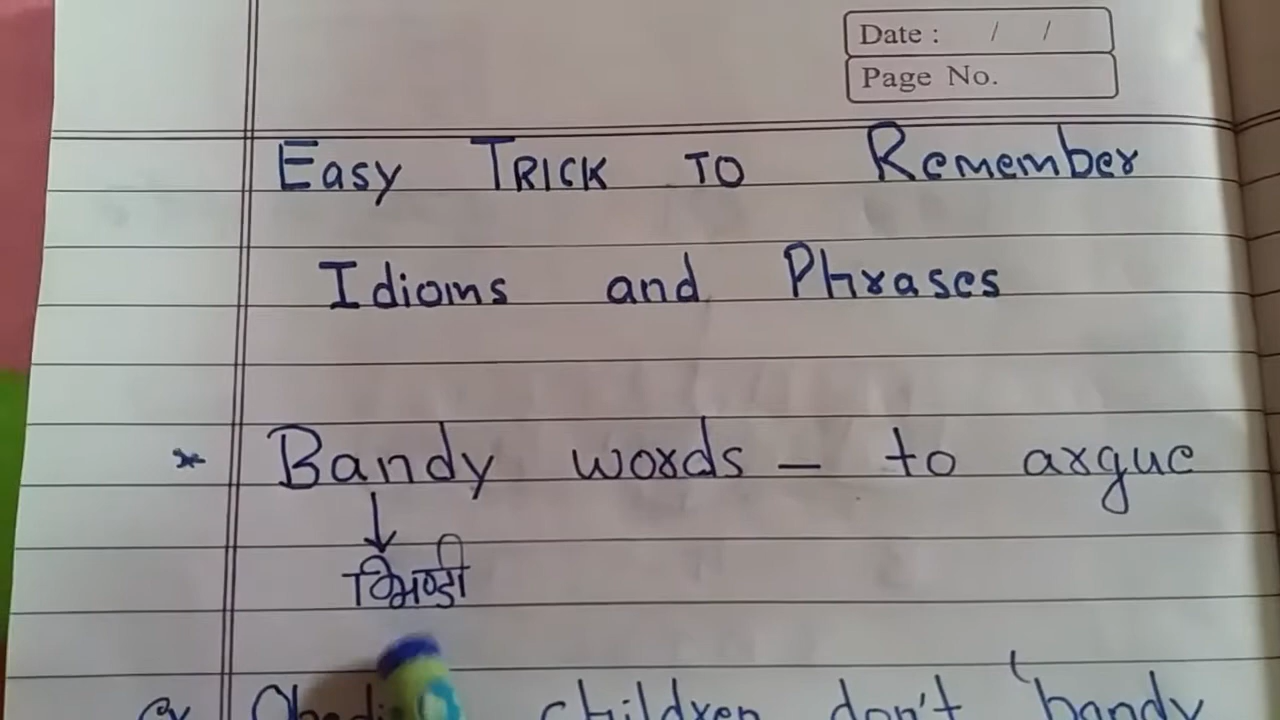 Date : / /
Page No.
Easy TRICK TO Remember
Idioms and Phrases
* Bandy words – to argue
↓
भिण्डी
children don't bandy